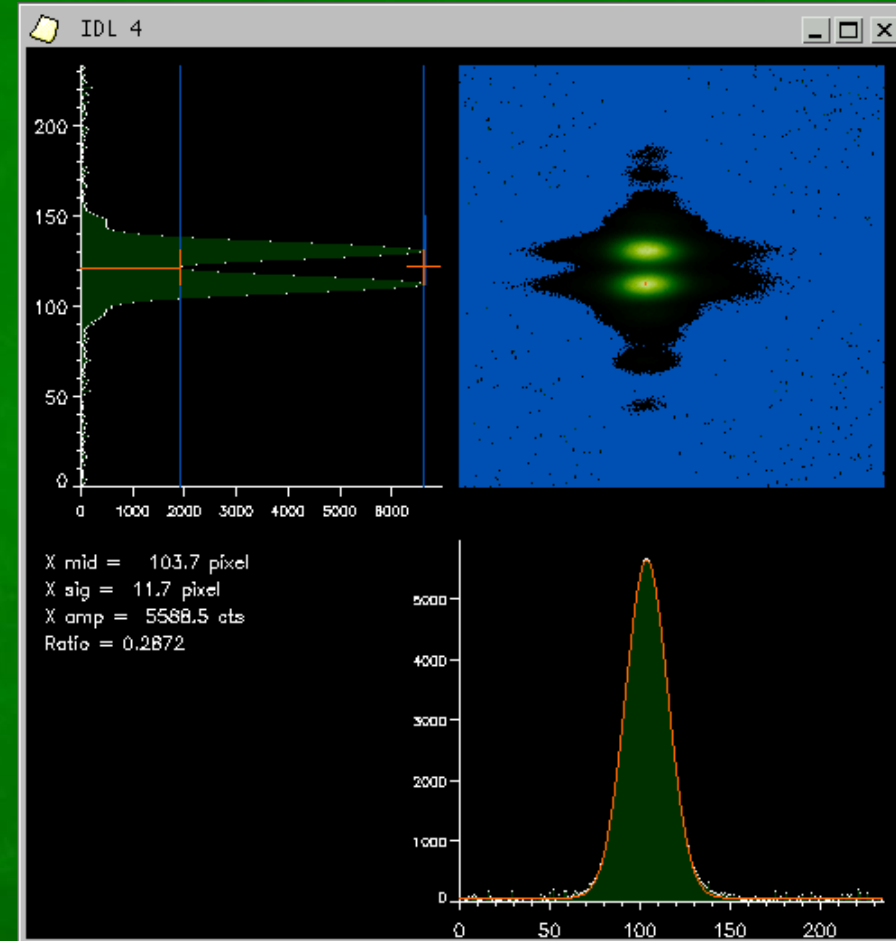 IDL 4
200
150
100
50
0
0 1000 2000 3000 4000 5000 6000
X mid = 103.7 pixel
X sig = 11.7 pixel
X amp = 5568.5 cts
Ratio = 0.2672
5000
4000
3000
2000
1000
0
0 50 100 150 200